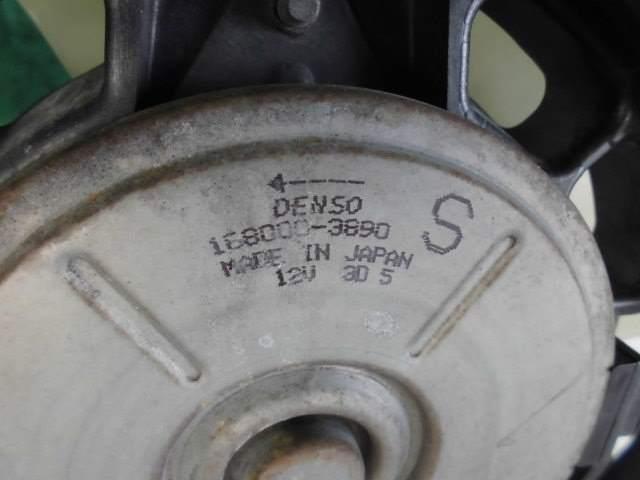 DENSO
168000-3890
MADE IN JAPAN
12V 3D 5
S